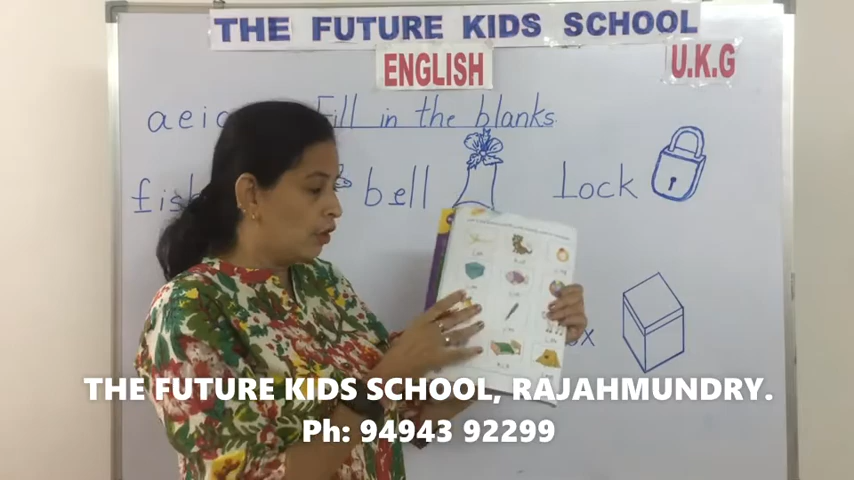 THE FUTURE KIDS SCHOOL
ENGLISH
U.K.G
a e i o Fill in the blanks
fish bell Lock
THE FUTURE KIDS SCHOOL, RAJAHMUNDRY.
Ph: 94943 92299